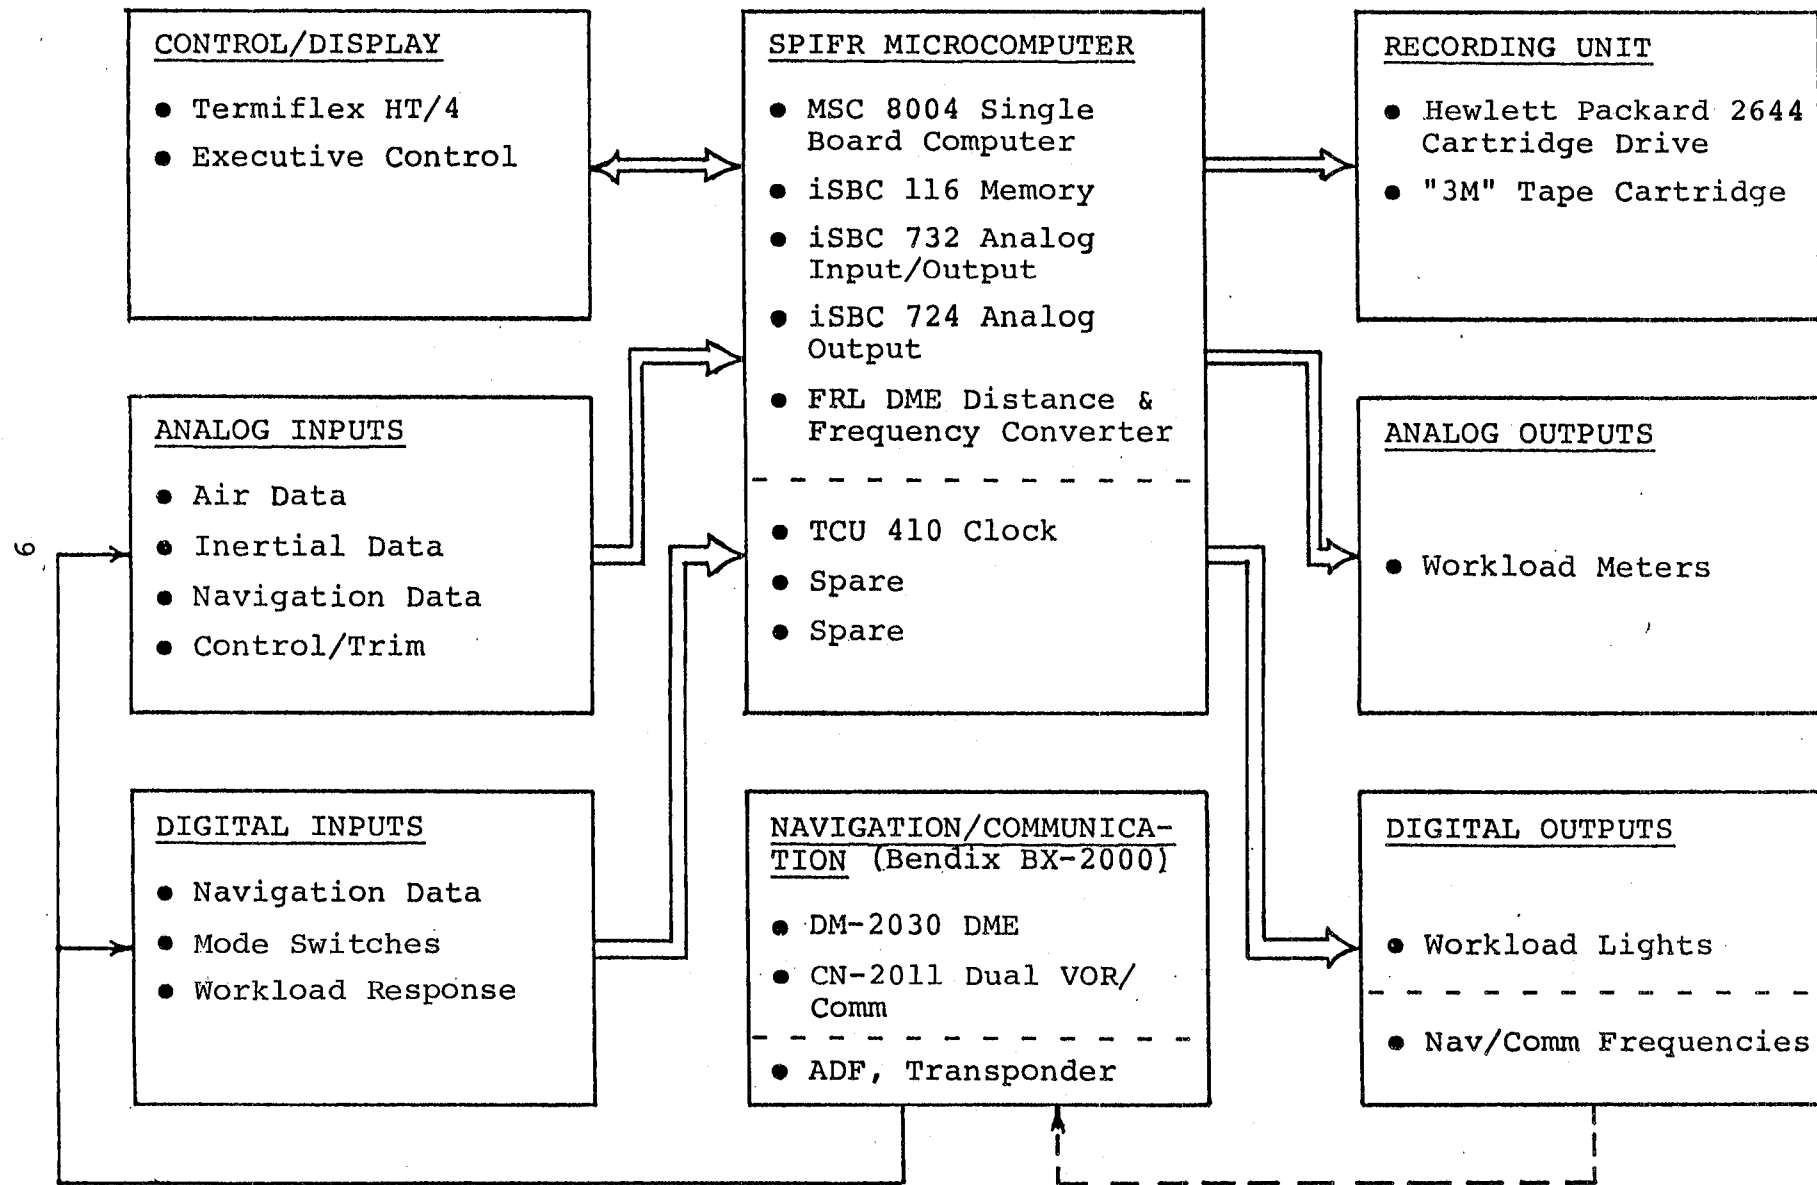 CONTROL/DISPLAY
● Termiflex HT/4
● Executive Control
SPIFR MICROCOMPUTER
● MSC 8004 Single
Board Computer
● iSBC 116 Memory
● iSBC 732 Analog
Input/Output
● iSBC 724 Analog
Output
● FRL DME Distance &
Frequency Converter
● TCU 410 Clock
● Spare
● Spare
RECORDING UNIT
● Hewlett Packard 2644
Cartridge Drive
● "3M" Tape Cartridge
ANALOG INPUTS
● Air Data
● Inertial Data
● Navigation Data
● Control/Trim
ANALOG OUTPUTS
● Workload Meters
DIGITAL INPUTS
● Navigation Data
● Mode Switches
● Workload Response
NAVIGATION/COMMUNICA-
TION (Bendix BX-2000)
● DM-2030 DME
● CN-2011 Dual VOR/
Comm
● ADF, Transponder
DIGITAL OUTPUTS
● Workload Lights
● Nav/Comm Frequencies